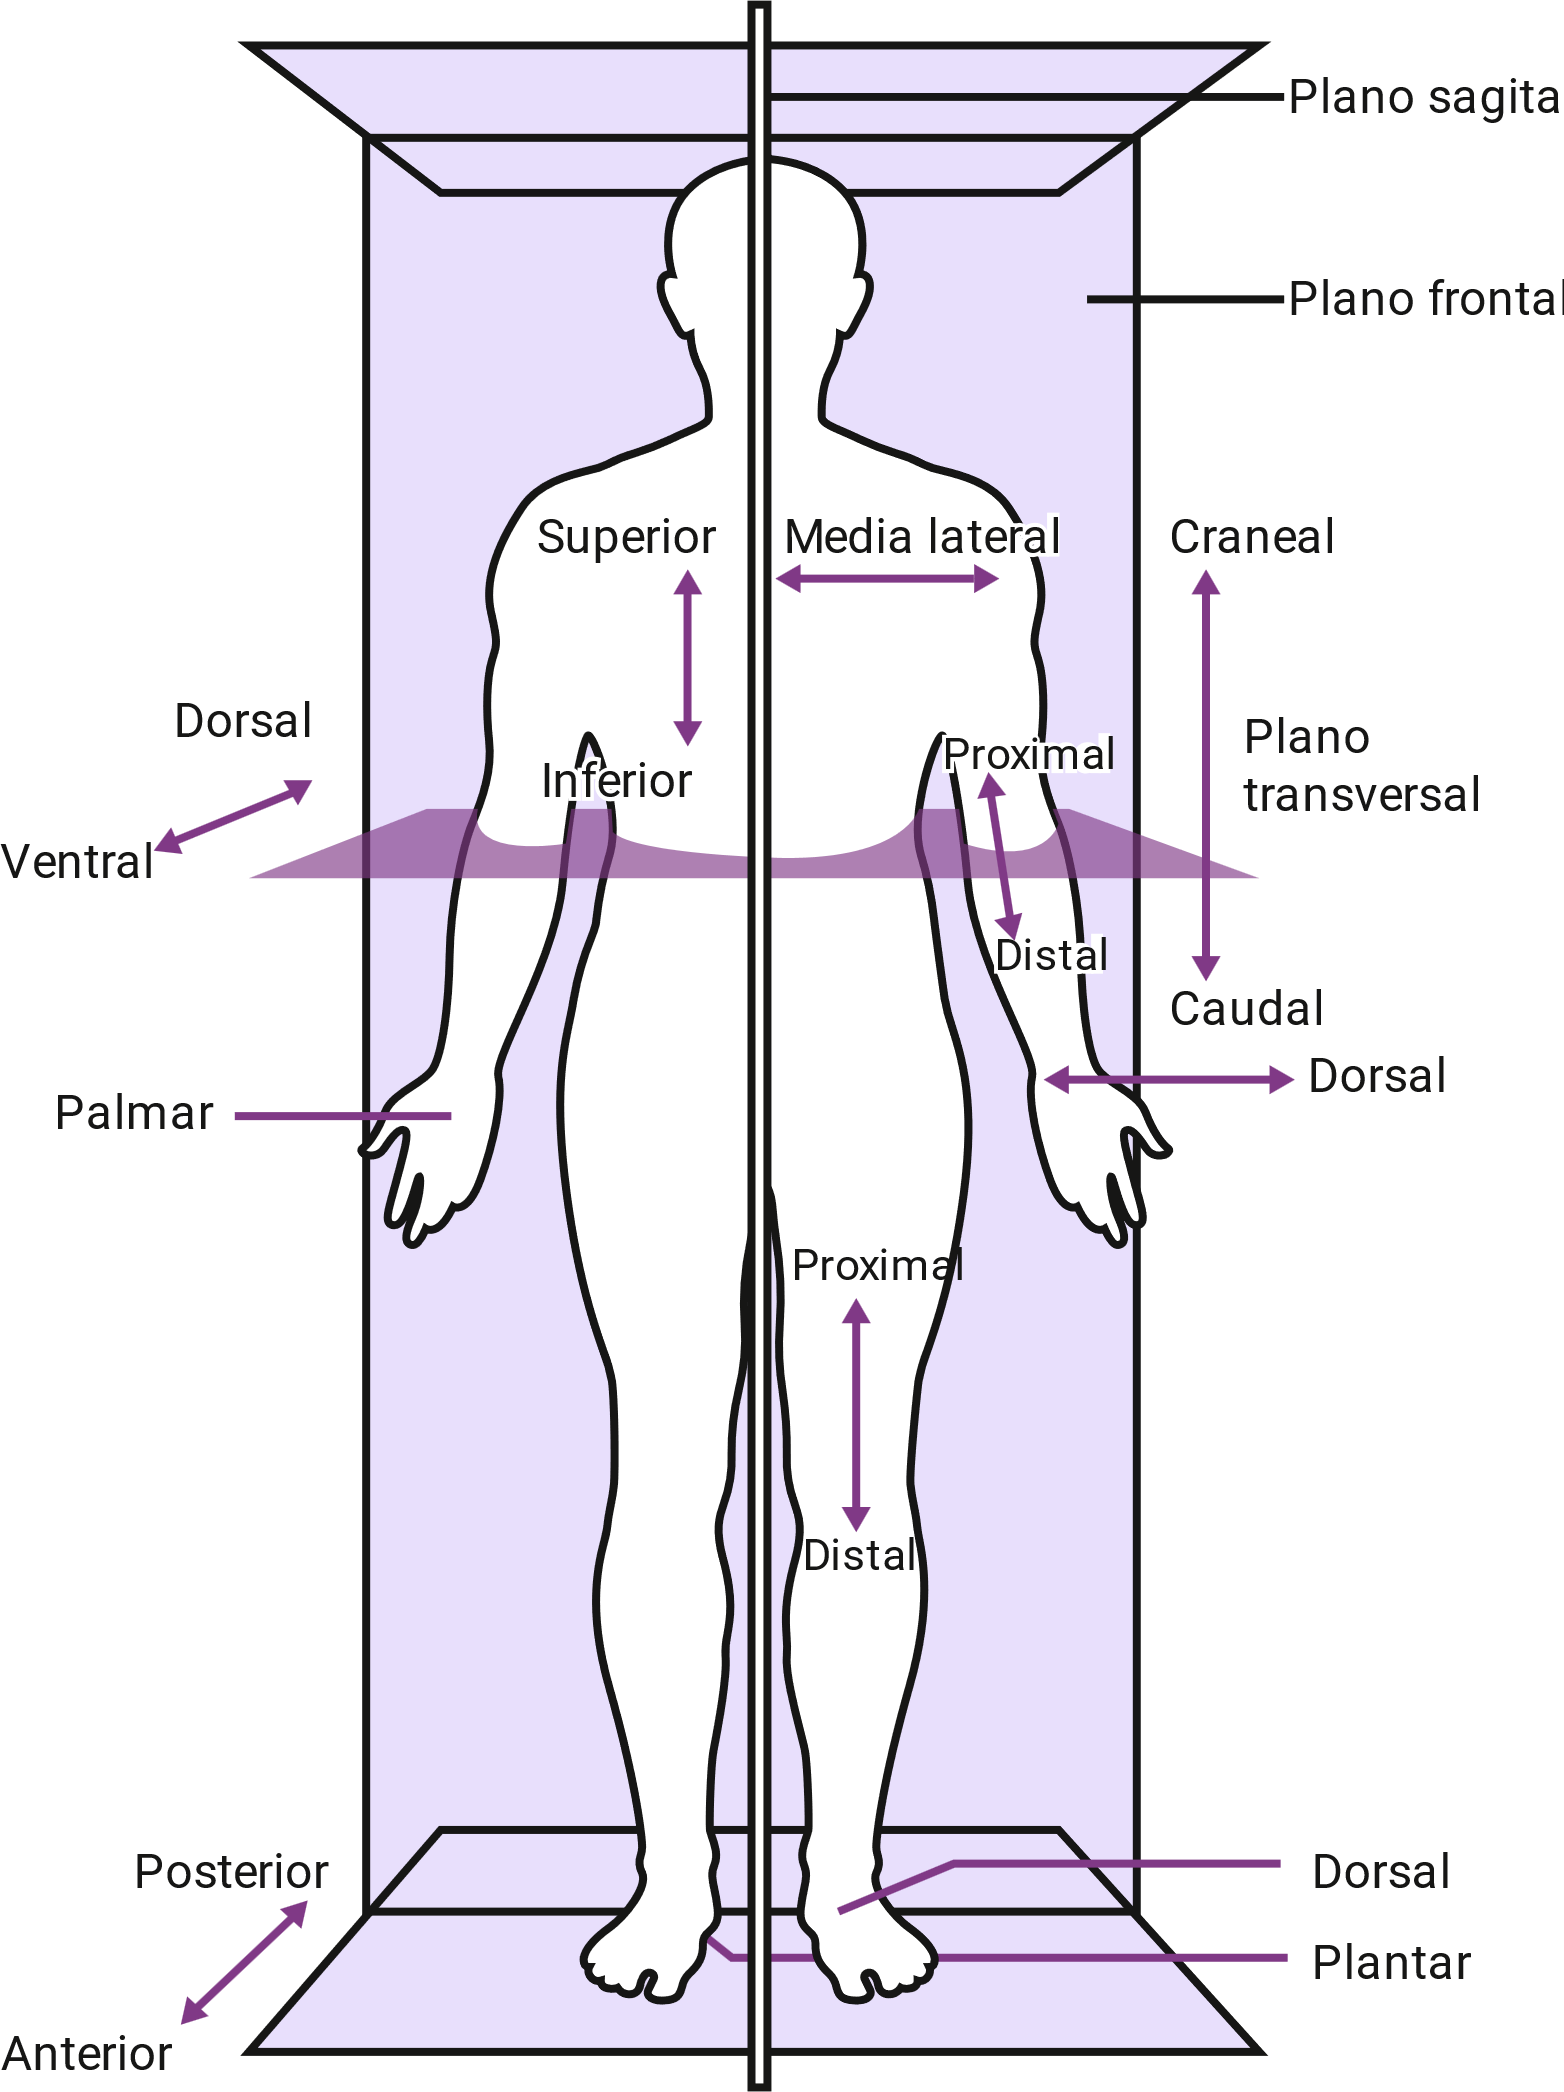 Plano sagita
Plano frontal
Superior
Media lateral
Craneal
Dorsal
Plano
transversal
Proximal
Inferior
Ventral
Distal
Caudal
Dorsal
Palmar
Proximal
Distal
Posterior
Dorsal
Plantar
Anterior